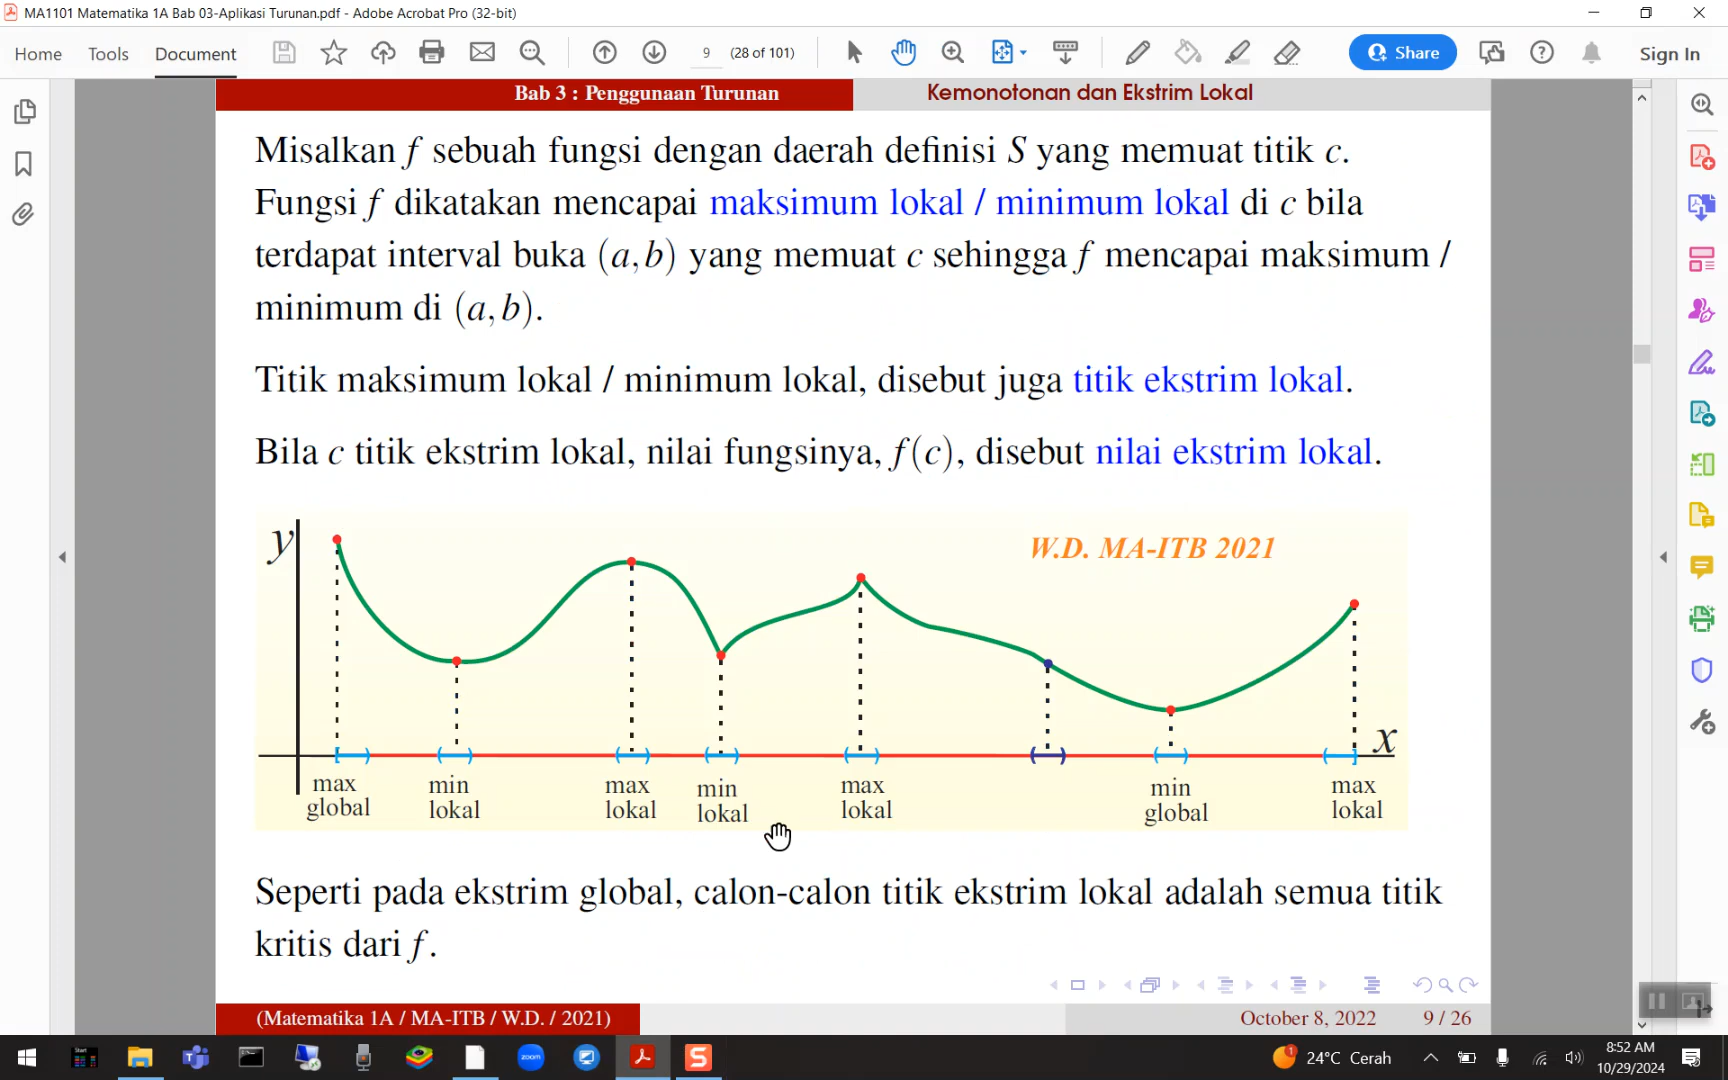 MA1101 Matematika 1A Bab 03-Aplikasi Turunan.pdf - Adobe Acrobat Pro (32-bit)
Home Tools Document 9 (28 of 101) Share Sign In
Bab 3 : Penggunaan Turunan Kemonotonan dan Ekstrim Lokal
Misalkan f sebuah fungsi dengan daerah definisi S yang memuat titik c.
Fungsi f dikatakan mencapai maksimum lokal / minimum lokal di c bila
terdapat interval buka (a,b) yang memuat c sehingga f mencapai maksimum /
minimum di (a,b).
Titik maksimum lokal / minimum lokal, disebut juga titik ekstrim lokal.
Bila c titik ekstrim lokal, nilai fungsinya, f(c), disebut nilai ekstrim lokal.
y
W.D. MA-ITB 2021
x
max global
min lokal
max lokal
min lokal
max lokal
min global
max lokal
Seperti pada ekstrim global, calon-calon titik ekstrim lokal adalah semua titik
kritis dari f.
(Matematika 1A / MA-ITB / W.D. / 2021) October 8, 2022 9 / 26
Start zoom S 1 24°C Cerah 8:52 AM
10/29/2024